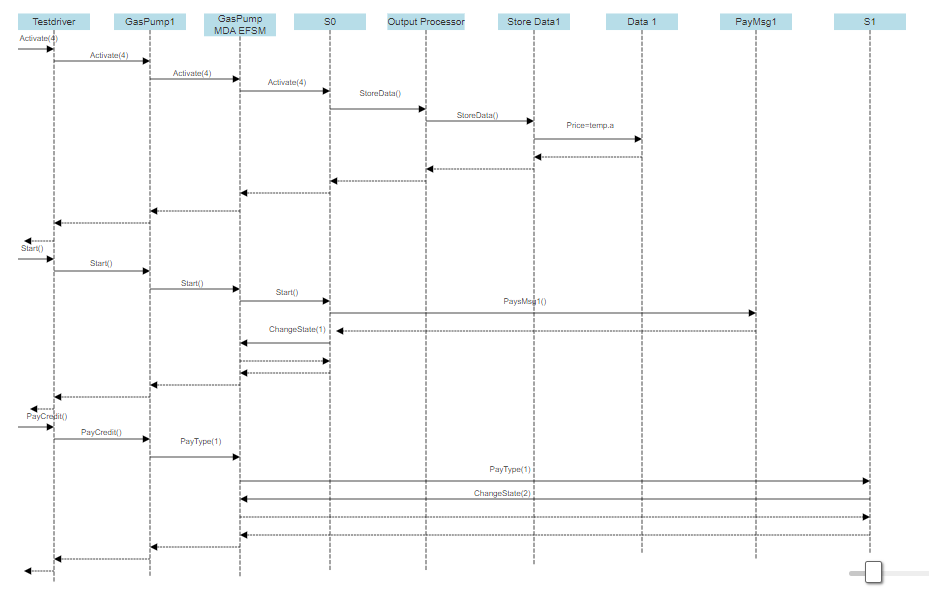 Testdriver
GasPump1
GasPump
MDA EFSM
S0
Output Processor
Store Data1
Data 1
PayMsg1
S1
Activate(4)
Activate(4)
Activate(4)
Activate(4)
StoreData()
StoreData()
Price=temp.a
Start()
Start()
Start()
Start()
PaysMsg1()
ChangeState(1)
PayCredit()
PayCredit()
PayType(1)
PayType(1)
ChangeState(2)